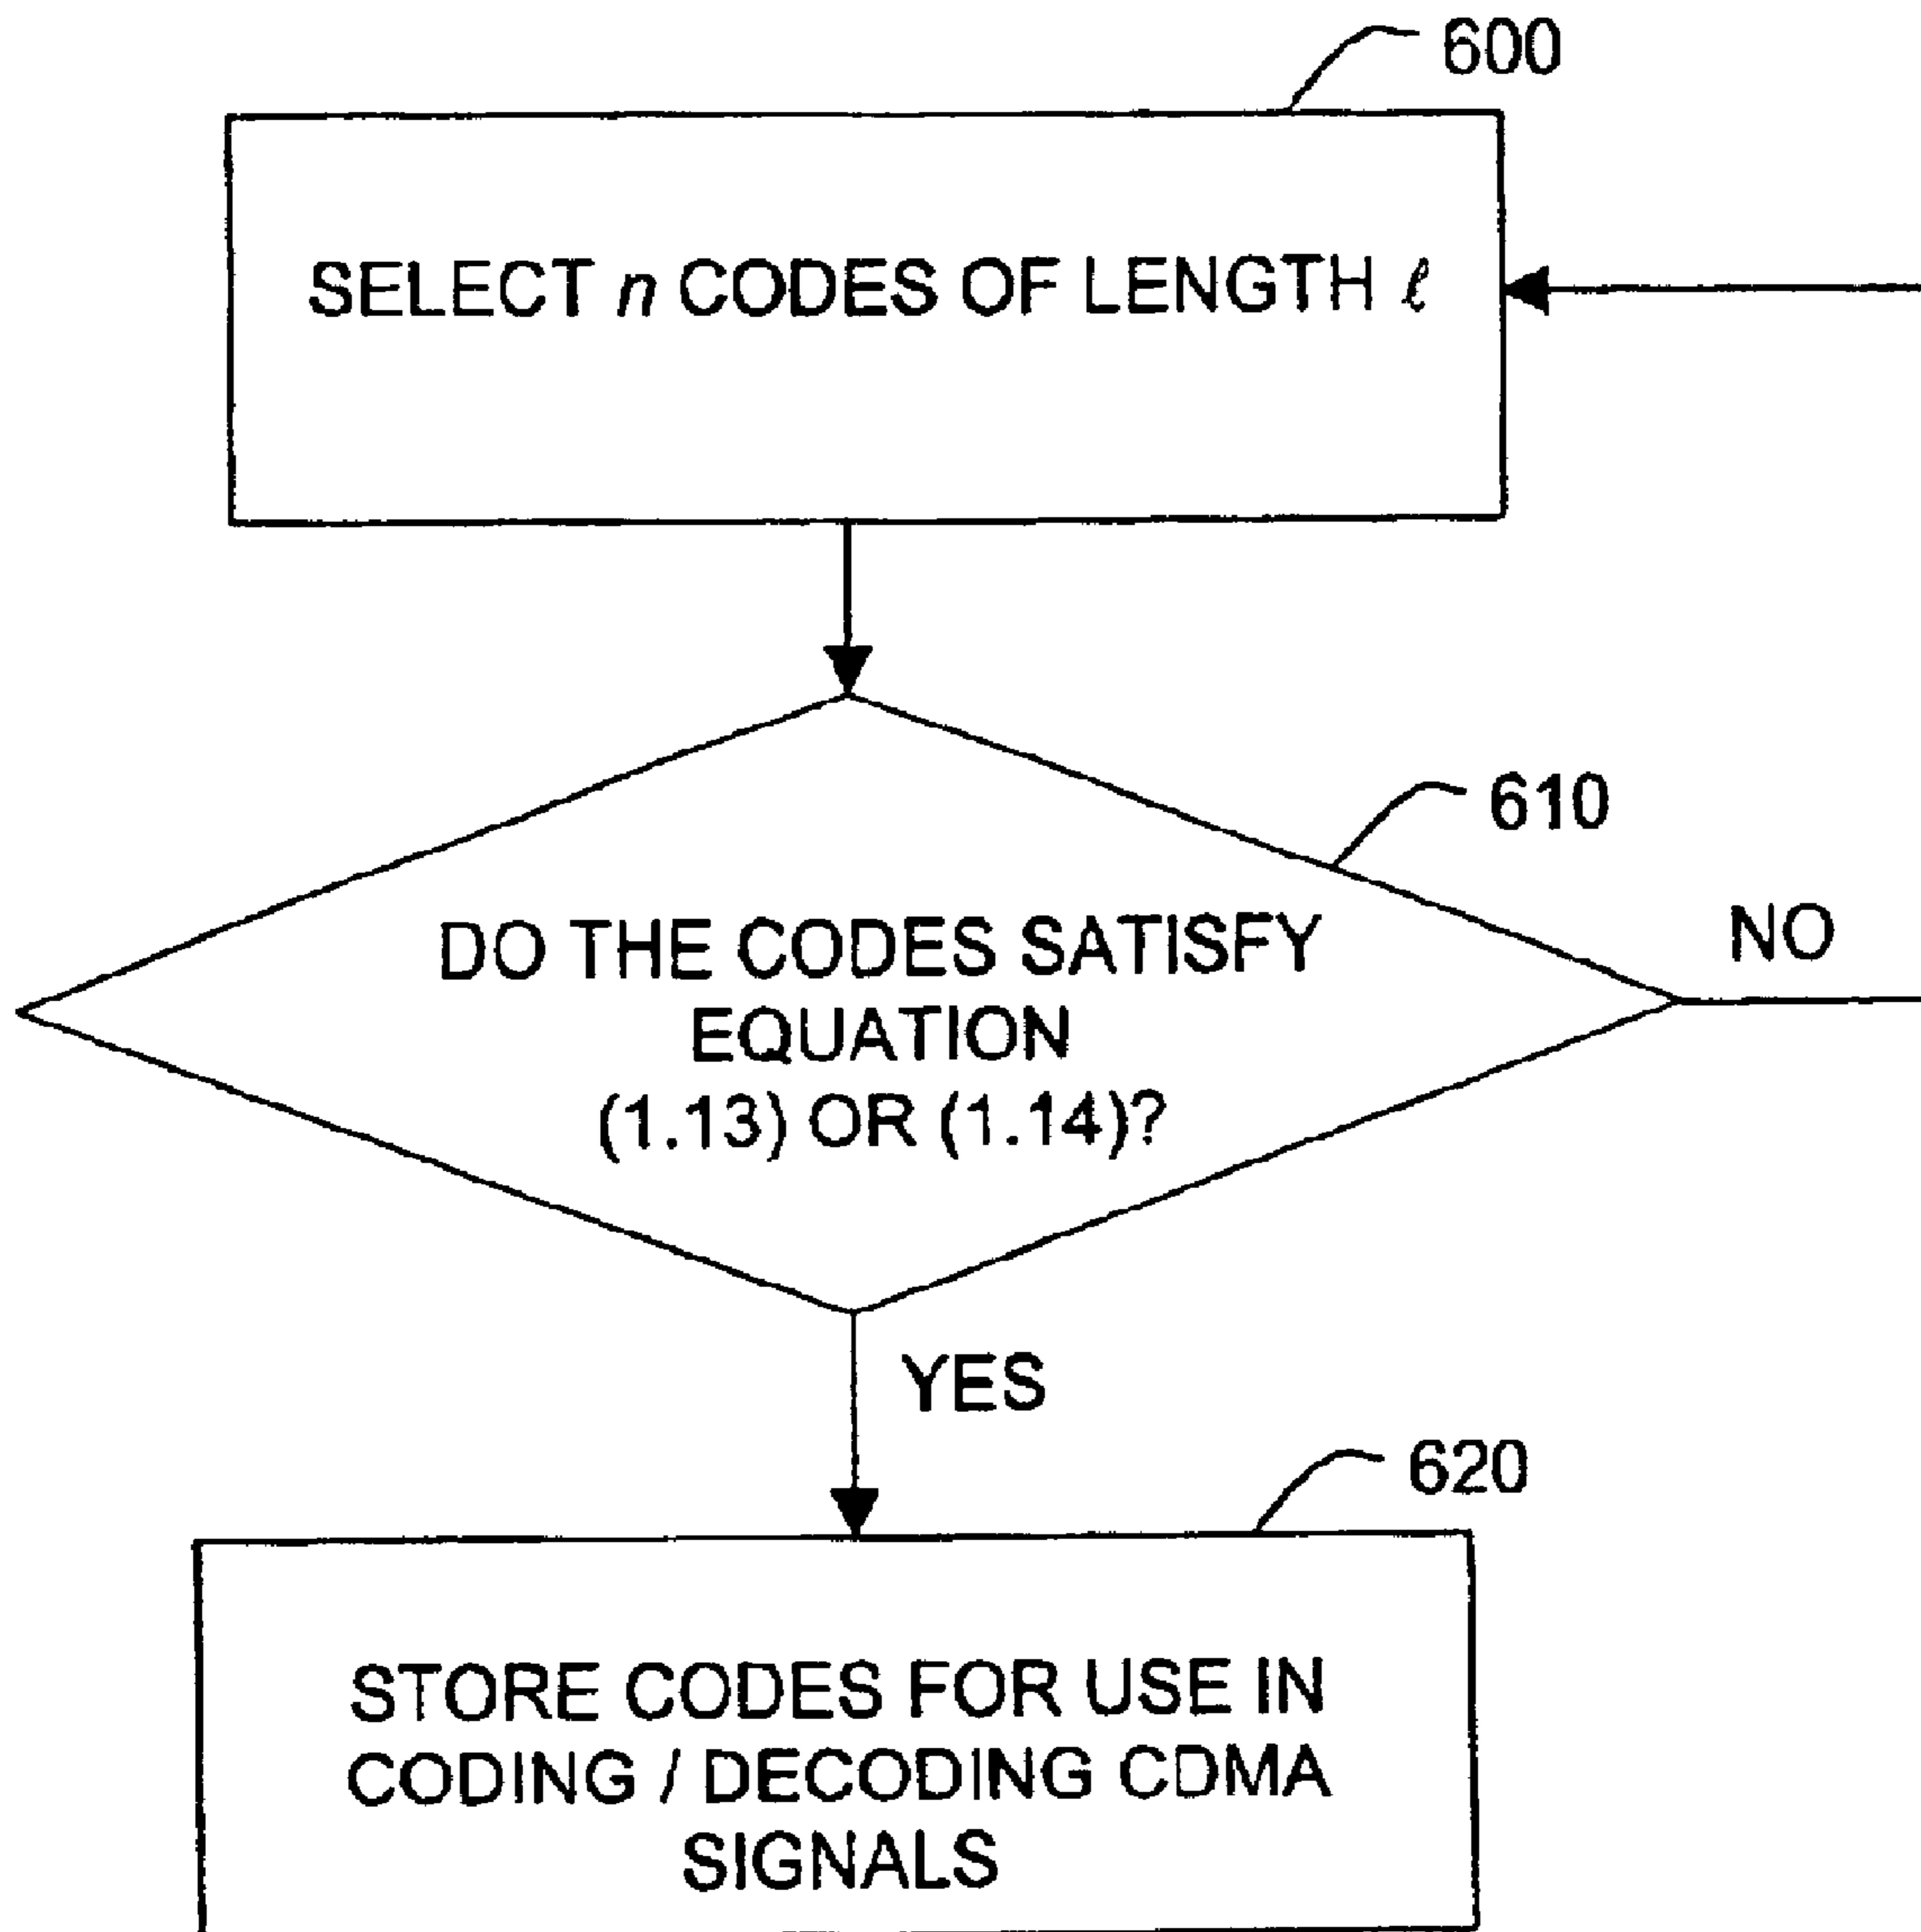 600
SELECT n CODES OF LENGTH ℓ
610
DO THE CODES SATISFY
EQUATION
(1.13) OR (1.14)?
NO
YES
620
STORE CODES FOR USE IN
CODING / DECODING CDMA
SIGNALS